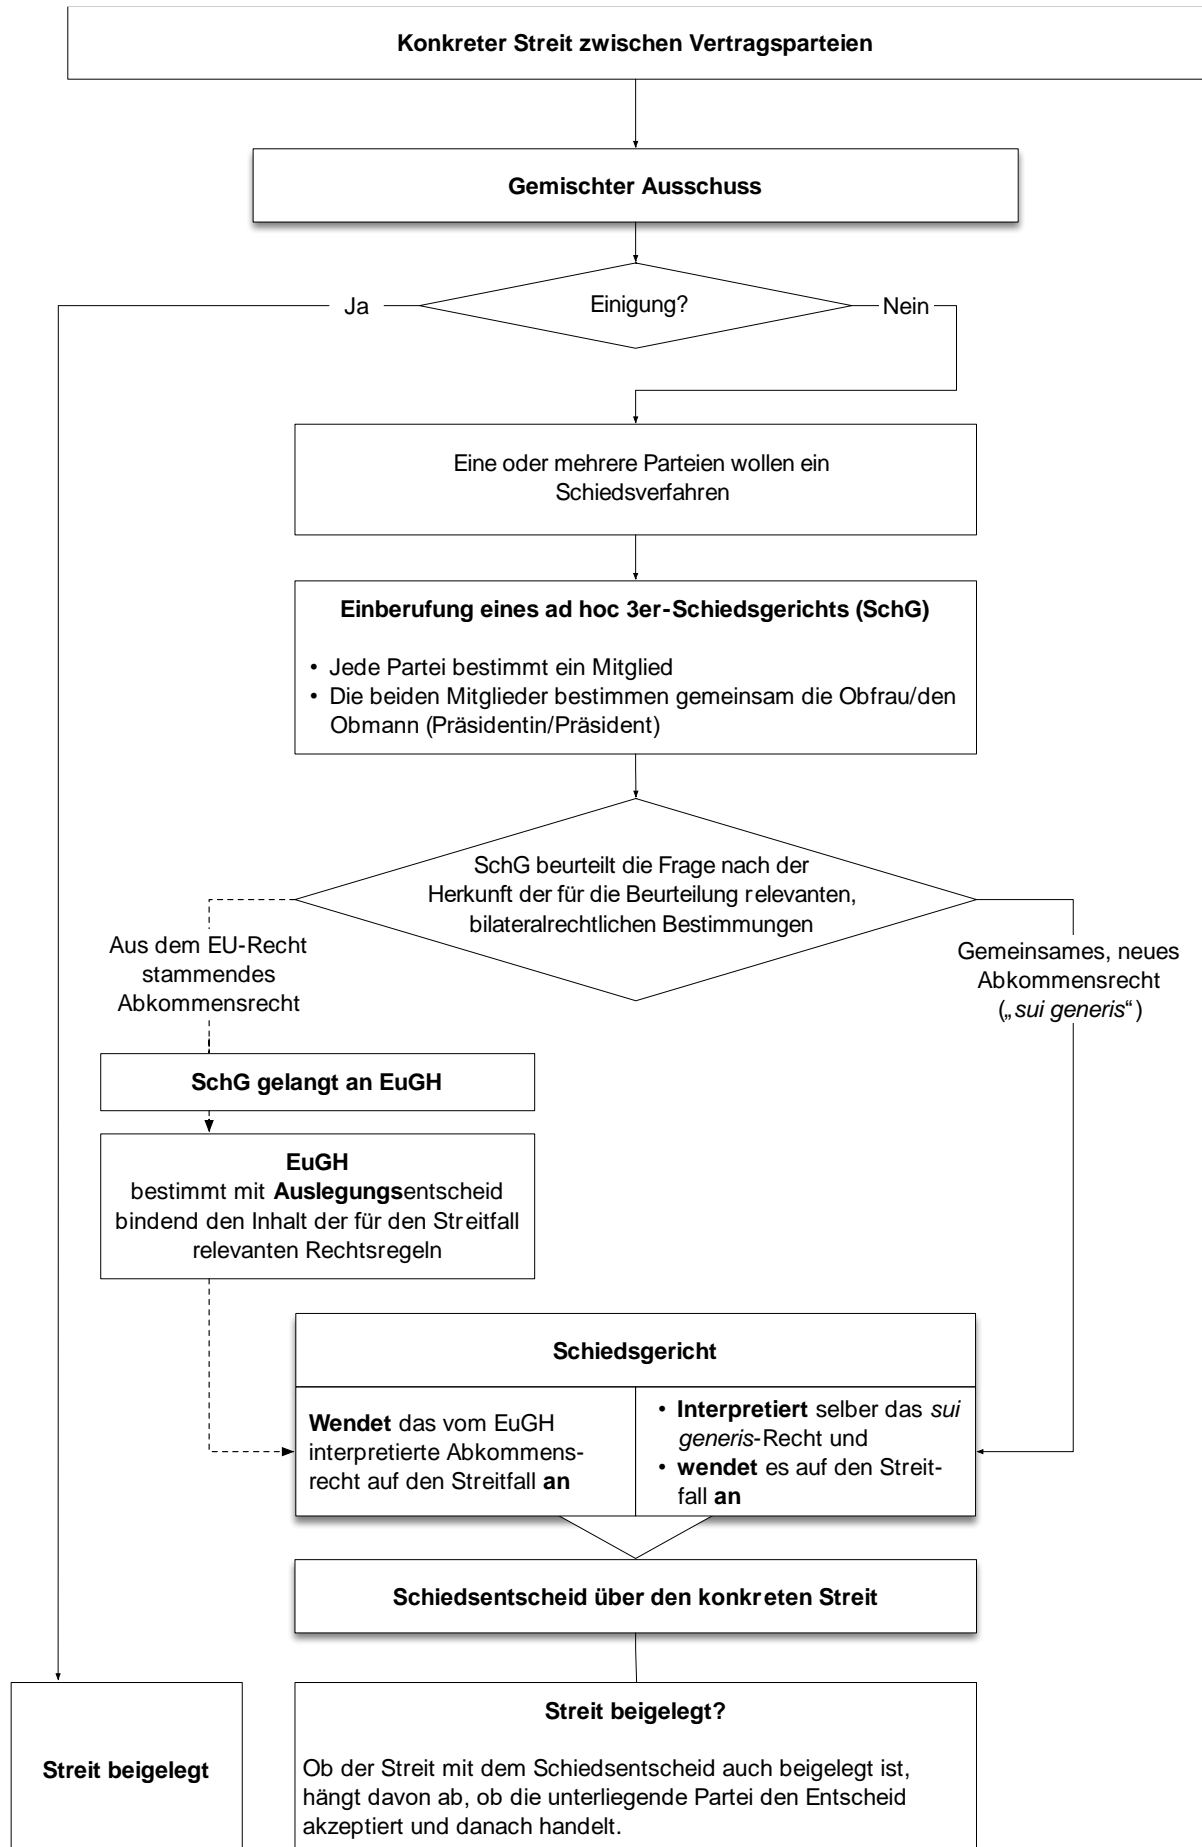 Konkreter Streit zwischen Vertragsparteien
Gemischter Ausschuss
Einigung?
Ja
Nein
Eine oder mehrere Parteien wollen ein
Schiedsverfahren
Einberufung eines ad hoc 3er-Schiedsgerichts (SchG)
• Jede Partei bestimmt ein Mitglied
• Die beiden Mitglieder bestimmen gemeinsam die Obfrau/den
Obmann (Präsidentin/Präsident)
SchG beurteilt die Frage nach der
Herkunft der für die Beurteilung relevanten,
bilateralrechtlichen Bestimmungen
Aus dem EU-Recht
stammendes
Abkommensrecht
Gemeinsames, neues
Abkommensrecht
(„sui generis“)
SchG gelangt an EuGH
EuGH
bestimmt mit Auslegungsentscheid
bindend den Inhalt der für den Streitfall
relevanten Rechtsregeln
Schiedsgericht
Wendet das vom EuGH
interpretierte Abkommens-
recht auf den Streitfall an
• Interpretiert selber das sui
generis-Recht und
• wendet es auf den Streit-
fall an
Schiedsentscheid über den konkreten Streit
Streit beigelegt
Streit beigelegt?
Ob der Streit mit dem Schiedsentscheid auch beigelegt ist,
hängt davon ab, ob die unterliegende Partei den Entscheid
akzeptiert und danach handelt.